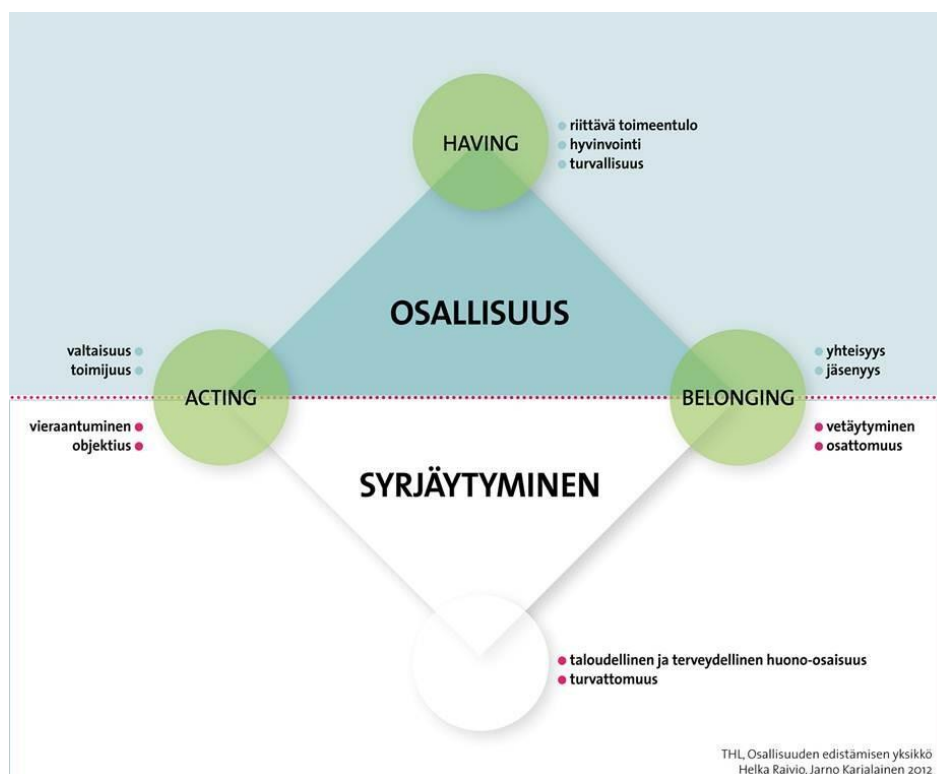 HAVING
riittävä toimeentulo
hyvinvointi
turvallisuus
OSALLISUUS
valtaisuus
toimijuus
ACTING
vieraantuminen
objektius
yhteisyys
jäsenyys
BELONGING
vetäytyminen
osattomuus
SYRJÄYTYMINEN
taloudellinen ja terveydellinen huono-osaisuus
turvattomuus
THL, Osallisuuden edistämisen yksikkö
Helka Raivio, Jarno Karjalainen 2012